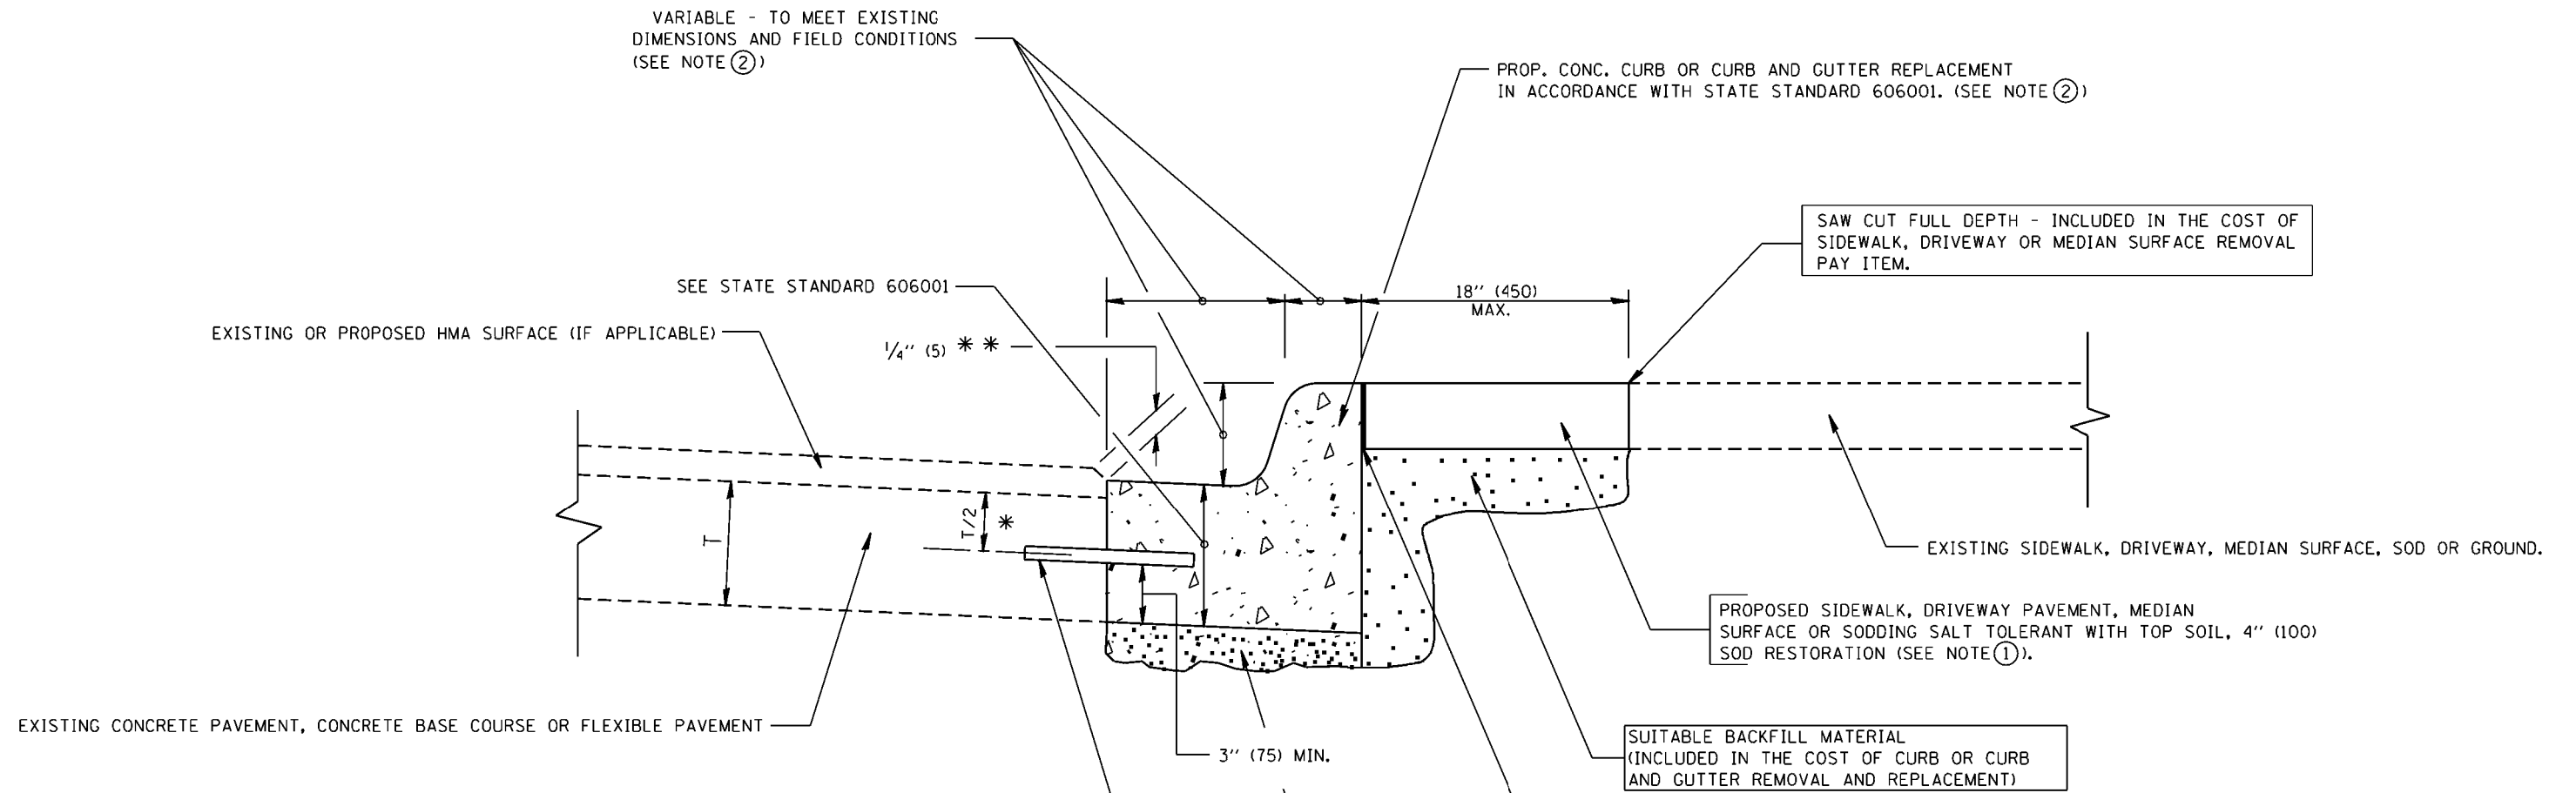 VARIABLE - TO MEET EXISTING
DIMENSIONS AND FIELD CONDITIONS
(SEE NOTE ②)
PROP. CONC. CURB OR CURB AND GUTTER REPLACEMENT
IN ACCORDANCE WITH STATE STANDARD 606001. (SEE NOTE ②)
SAW CUT FULL DEPTH - INCLUDED IN THE COST OF
SIDEWALK, DRIVEWAY OR MEDIAN SURFACE REMOVAL
PAY ITEM.
SEE STATE STANDARD 606001
18'' (450)
MAX.
EXISTING OR PROPOSED HMA SURFACE (IF APPLICABLE)
1/4'' (5) * *
T
T/2
*
EXISTING SIDEWALK, DRIVEWAY, MEDIAN SURFACE, SOD OR GROUND.
PROPOSED SIDEWALK, DRIVEWAY PAVEMENT, MEDIAN
SURFACE OR SODDING SALT TOLERANT WITH TOP SOIL, 4'' (100)
SOD RESTORATION (SEE NOTE ①).
EXISTING CONCRETE PAVEMENT, CONCRETE BASE COURSE OR FLEXIBLE PAVEMENT
3'' (75) MIN.
SUITABLE BACKFILL MATERIAL
(INCLUDED IN THE COST OF CURB OR CURB
AND GUTTER REMOVAL AND REPLACEMENT)